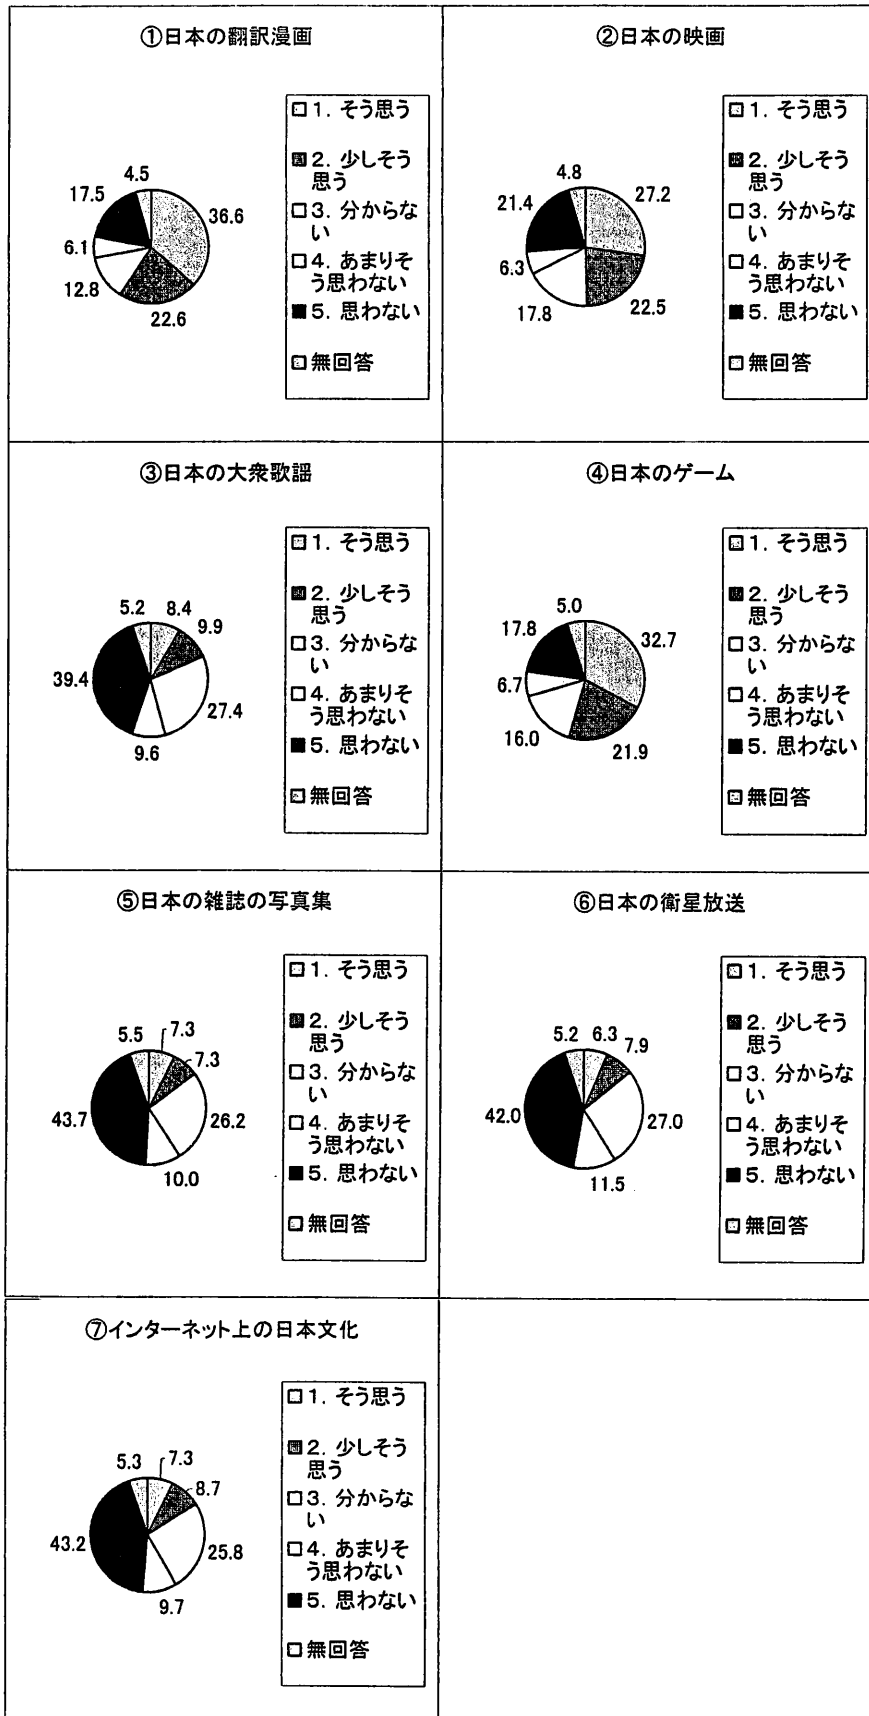 ①日本の翻訳漫画
4.5
17.5
36.6
6.1
12.8
22.6
1. そう思う
2. 少しそう
思う
3. 分からな
い
4. あまりそ
う思わない
5. 思わない
無回答
②日本の映画
4.8
27.2
21.4
6.3
17.8
22.5
1. そう思う
2. 少しそう
思う
3. 分からな
い
4. あまりそ
う思わない
5. 思わない
無回答
③日本の大衆歌謡
5.2
8.4
9.9
39.4
27.4
9.6
1. そう思う
2. 少しそう
思う
3. 分からな
い
4. あまりそ
う思わない
5. 思わない
無回答
④日本のゲーム
5.0
17.8
32.7
6.7
16.0
21.9
1. そう思う
2. 少しそう
思う
3. 分からな
い
4. あまりそ
う思わない
5. 思わない
無回答
⑤日本の雑誌の写真集
5.5
7.3
7.3
43.7
26.2
10.0
1. そう思う
2. 少しそう
思う
3. 分からな
い
4. あまりそ
う思わない
5. 思わない
無回答
⑥日本の衛星放送
5.2
6.3
7.9
42.0
27.0
11.5
1. そう思う
2. 少しそう
思う
3. 分からな
い
4. あまりそ
う思わない
5. 思わない
無回答
⑦インターネット上の日本文化
5.3
7.3
8.7
43.2
25.8
9.7
1. そう思う
2. 少しそう
思う
3. 分からな
い
4. あまりそ
う思わない
5. 思わない
無回答